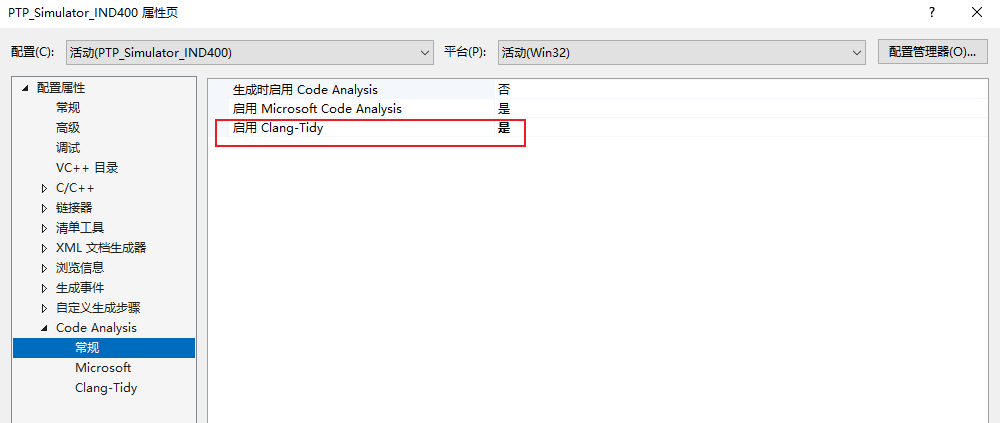 PTP_Simulator_IND400 属性页
配置(C): 活动(PTP_Simulator_IND400) 平台(P): 活动(Win32) 配置管理器(O)...
配置属性
常规
高级
调试
VC++ 目录
C/C++
链接器
清单工具
XML 文档生成器
浏览信息
生成事件
自定义生成步骤
Code Analysis
常规
Microsoft
Clang-Tidy
生成时启用 Code Analysis 否
启用 Microsoft Code Analysis 是
启用 Clang-Tidy 是